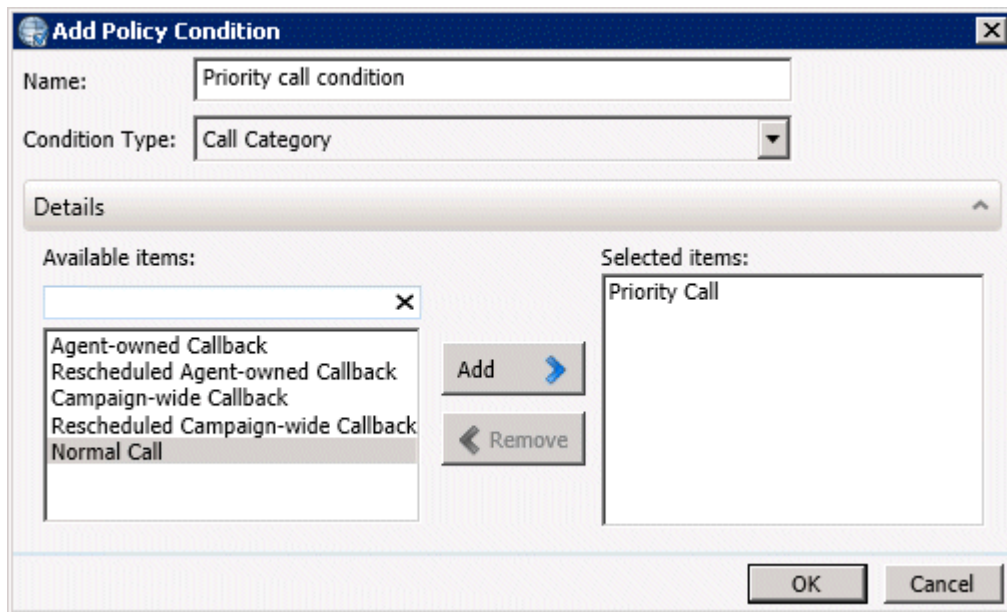 Add Policy Condition
Name: Priority call condition
Condition Type: Call Category
Details
Available items:
Selected items:
Agent-owned Callback
Rescheduled Agent-owned Callback
Campaign-wide Callback
Rescheduled Campaign-wide Callback
Normal Call
Add
Remove
Priority Call
OK
Cancel